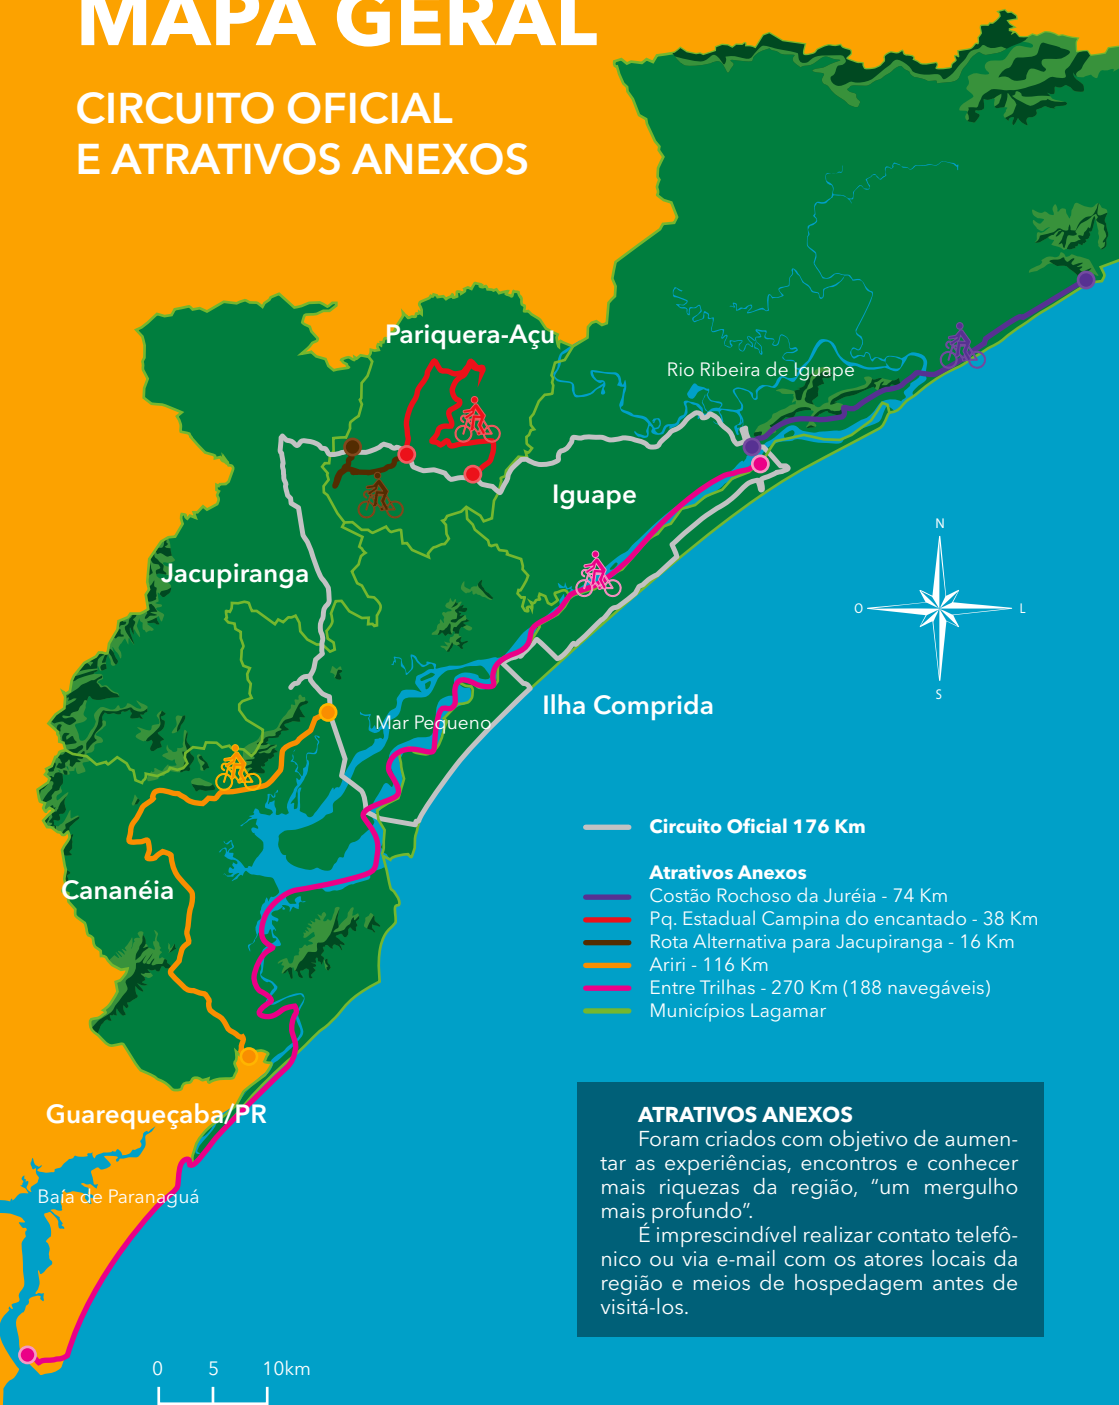 MAPA GERAL
CIRCUITO OFICIAL
E ATRATIVOS ANEXOS
Pariquera-Açu
Rio Ribeira de Iguape
Iguape
Jacupiranga
N
O
L
S
Ilha Comprida
Mar Pequeno
Cananéia
Circuito Oficial 176 Km
Atrativos Anexos
Costão Rochoso da Juréia - 74 Km
Pq. Estadual Campina do encantado - 38 Km
Rota Alternativa para Jacupiranga - 16 Km
Ariri - 116 Km
Entre Trilhas - 270 Km (188 navegáveis)
Municípios Lagamar
Guarequeçaba/PR
Baía de Paranaguá
ATRATIVOS ANEXOS
Foram criados com objetivo de aumen-
tar as experiências, encontros e conhecer
mais riquezas da região, “um mergulho
mais profundo”.
É imprescindível realizar contato telefô-
nico ou via e-mail com os atores locais da
região e meios de hospedagem antes de
visitá-los.
0 5 10km